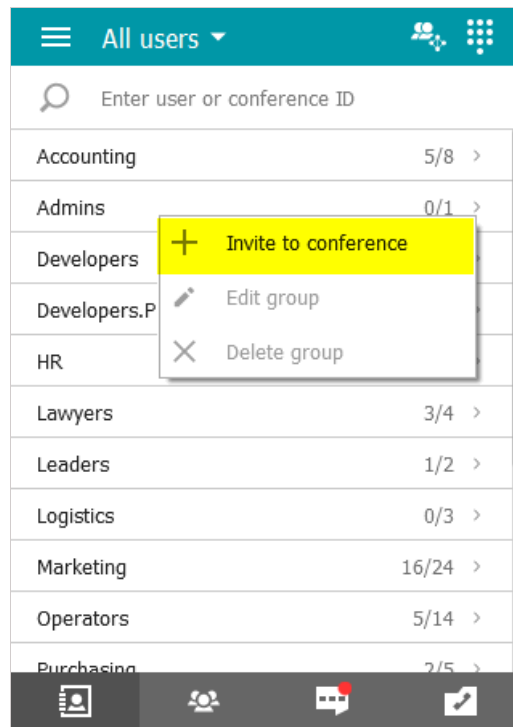 All users
Enter user or conference ID
Accounting 5/8
Admins 0/1
Invite to conference
Developers
Edit group
Developers.P
Delete group
HR
Lawyers 3/4
Leaders 1/2
Logistics 0/3
Marketing 16/24
Operators 5/14
Purchasing 2/5